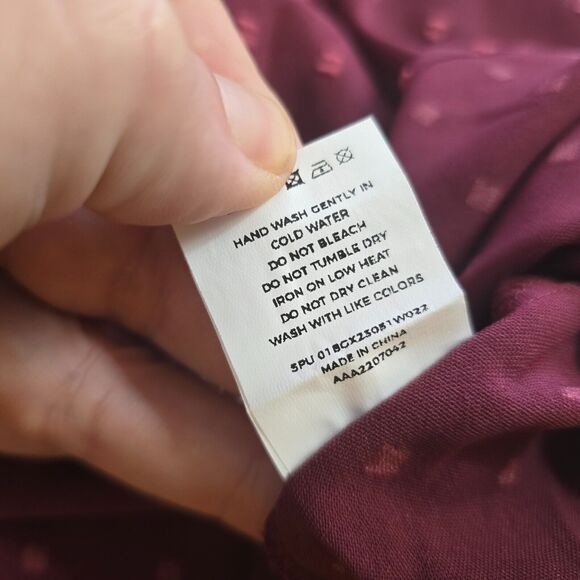 HAND WASH GENTLY IN
COLD WATER
DO NOT BLEACH
DO NOT TUMBLE DRY
IRON ON LOW HEAT
DO NOT DRY CLEAN
WASH WITH LIKE COLORS
SPU 01BGX23081W022
MADE IN CHINA
AAA2207042